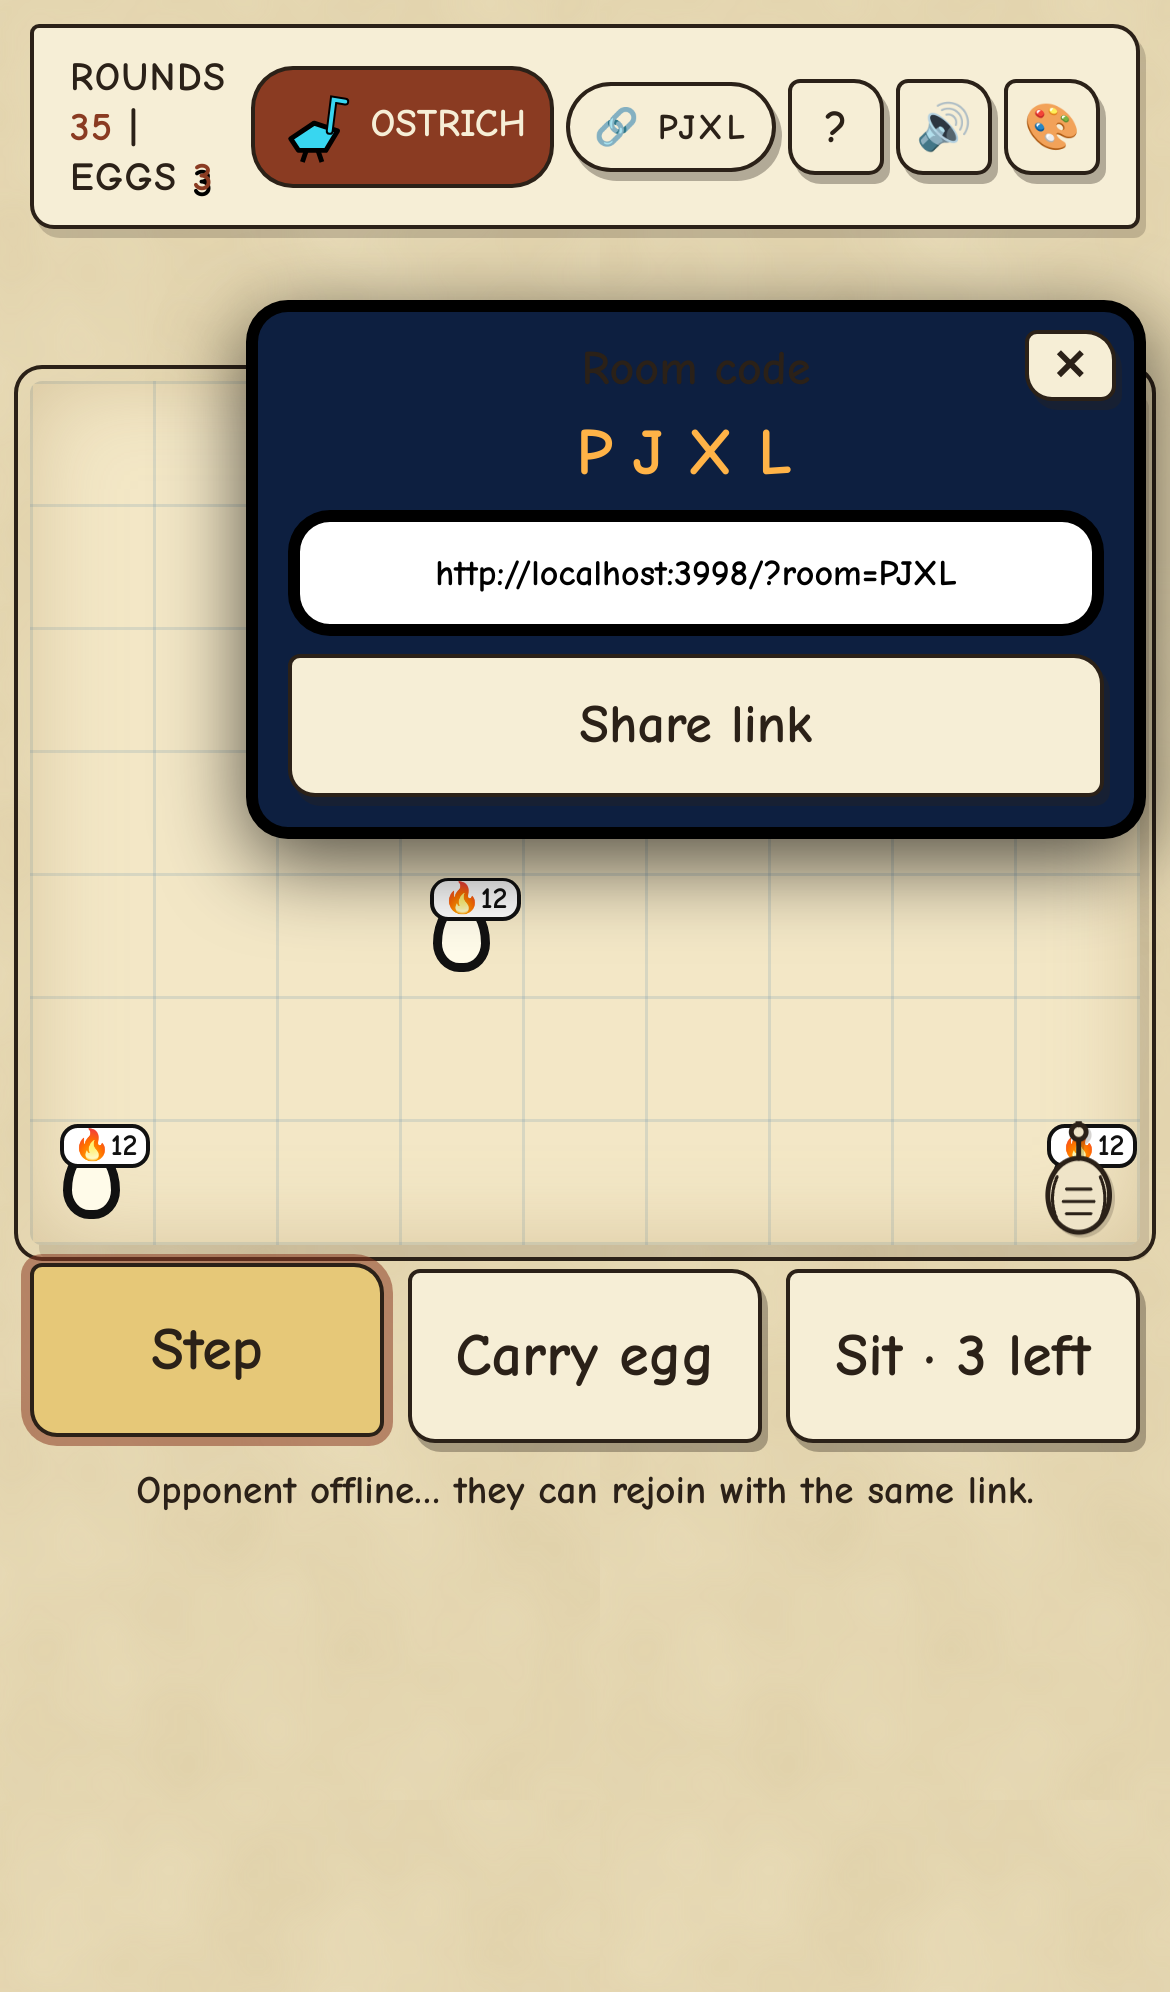 ROUNDS
35 |
EGGS 3
OSTRICH
PJXL
?
Room code
✕
PJXL
http://localhost:3998/?room=PJXL
Share link
12
12
12
Step
Carry egg
Sit · 3 left
Opponent offline... they can rejoin with the same link.